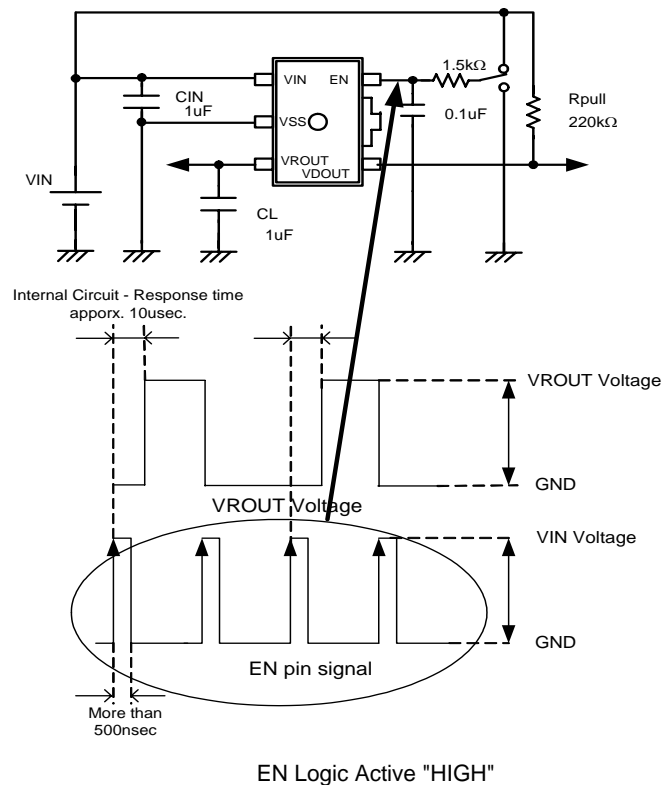 1.5kΩ
VIN
EN
CIN
1uF
VSS
0.1uF
Rpull
220kΩ
VROUT
VDOUT
VIN
CL
1uF
Internal Circuit - Response time
apporx. 10usec.
VROUT Voltage
GND
VROUT Voltage
VIN Voltage
GND
EN pin signal
More than
500nsec
EN Logic Active "HIGH"